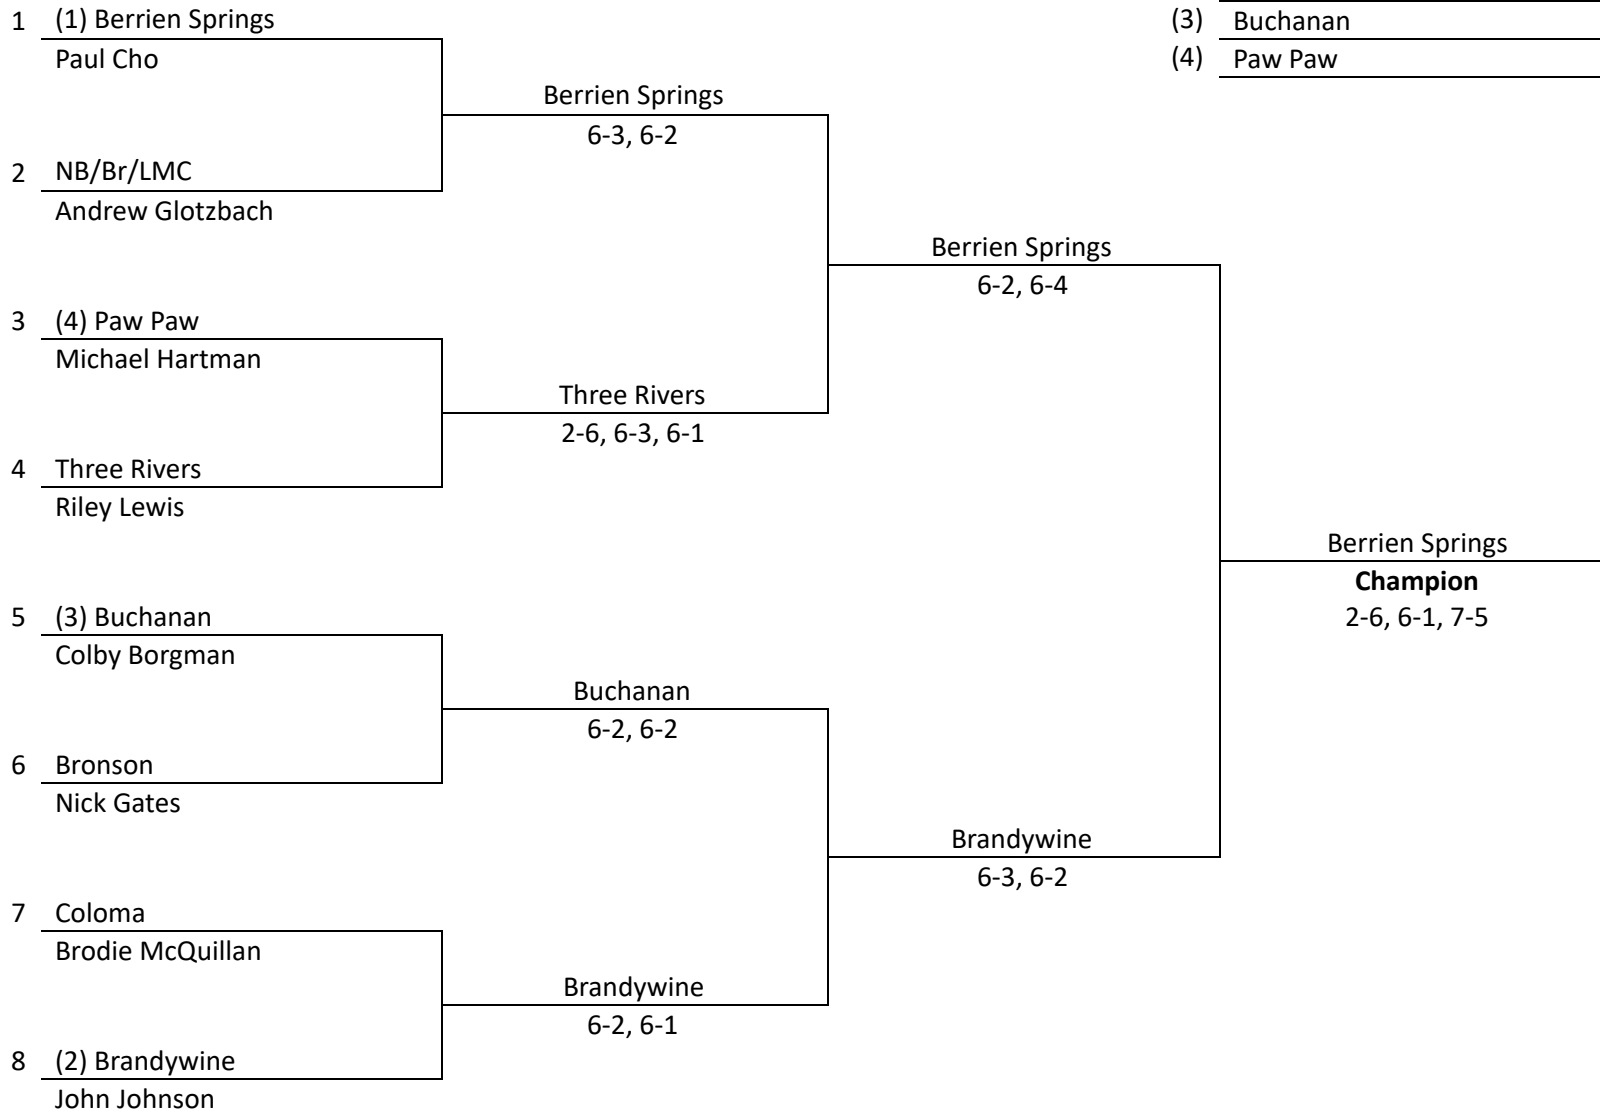 1 (1) Berrien Springs
Paul Cho
(3) Buchanan
(4) Paw Paw
Berrien Springs
6-3, 6-2
2 NB/Br/LMC
Andrew Glotzbach
Berrien Springs
6-2, 6-4
3 (4) Paw Paw
Michael Hartman
Three Rivers
2-6, 6-3, 6-1
4 Three Rivers
Riley Lewis
Berrien Springs
Champion
2-6, 6-1, 7-5
5 (3) Buchanan
Colby Borgman
Buchanan
6-2, 6-2
6 Bronson
Nick Gates
Brandywine
6-3, 6-2
7 Coloma
Brodie McQuillan
Brandywine
6-2, 6-1
8 (2) Brandywine
John Johnson